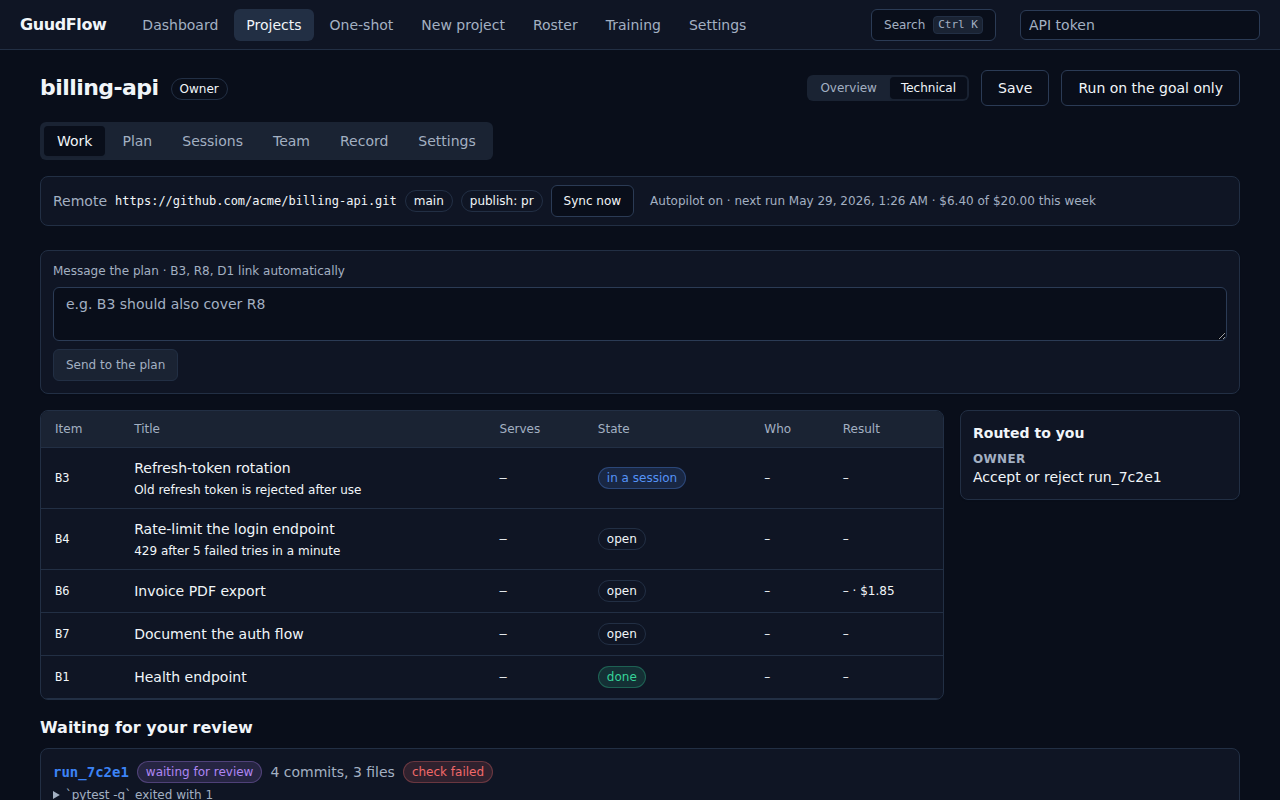 GuudFlow Dashboard Projects One-shot New project Roster Training Settings Search Ctrl K API token
billing-api Owner Overview Technical Save Run on the goal only
Work Plan Sessions Team Record Settings
Remote https://github.com/acme/billing-api.git main publish: pr Sync now Autopilot on · next run May 29, 2026, 1:26 AM · $6.40 of $20.00 this week
Message the plan · B3, R8, D1 link automatically
e.g. B3 should also cover R8
Send to the plan
Item Title Serves State Who Result
B3 Refresh-token rotation – in a session – –
Old refresh token is rejected after use
B4 Rate-limit the login endpoint – open – –
429 after 5 failed tries in a minute
B6 Invoice PDF export – open – – · $1.85
B7 Document the auth flow – open – –
B1 Health endpoint – done – –
Routed to you
OWNER
Accept or reject run_7c2e1
Waiting for your review
run_7c2e1 waiting for review 4 commits, 3 files check failed
▶ `pytest -q` exited with 1